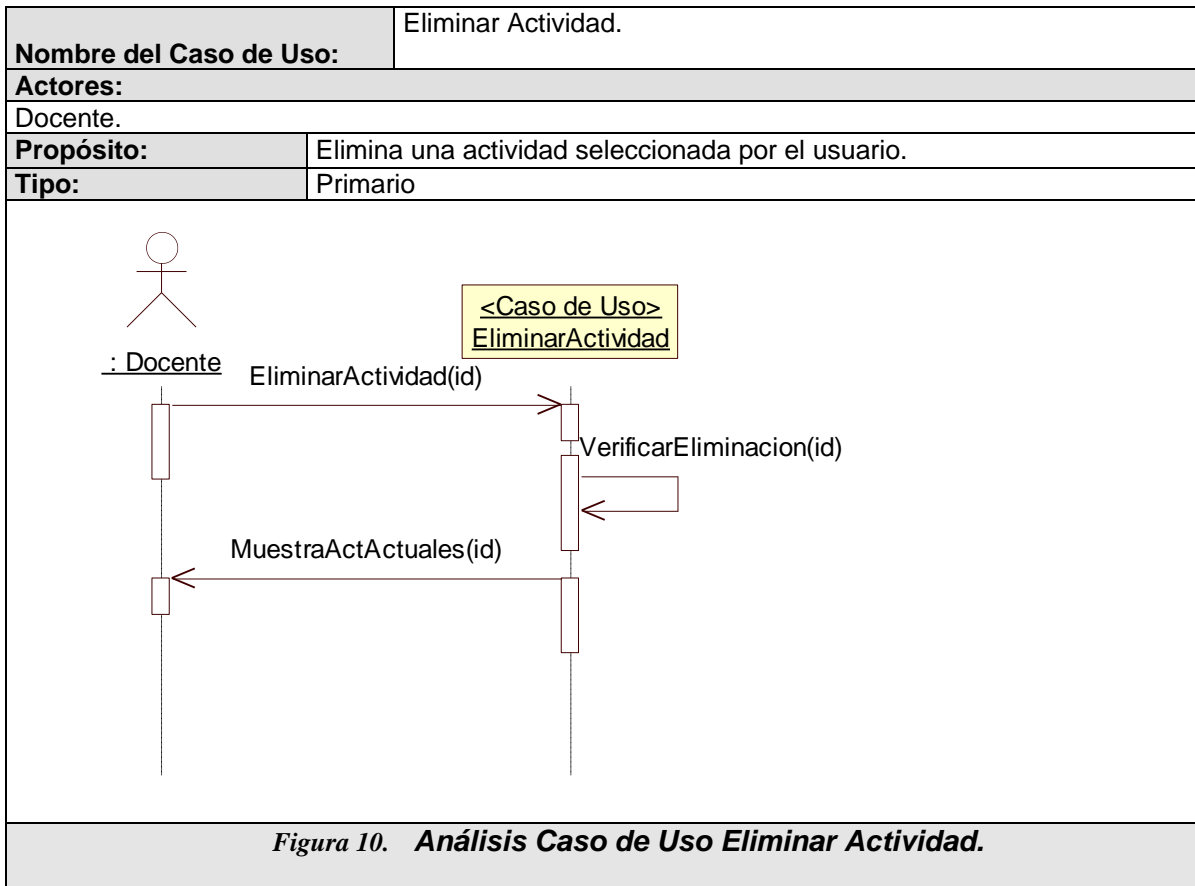 Nombre del Caso de Uso:
Eliminar Actividad.
Actores:
Docente.
Propósito:
Elimina una actividad seleccionada por el usuario.
Tipo:
Primario
<Caso de Uso>
EliminarActividad
: Docente
EliminarActividad(id)
VerificarEliminacion(id)
MuestraActActuales(id)
Figura 10. Análisis Caso de Uso Eliminar Actividad.